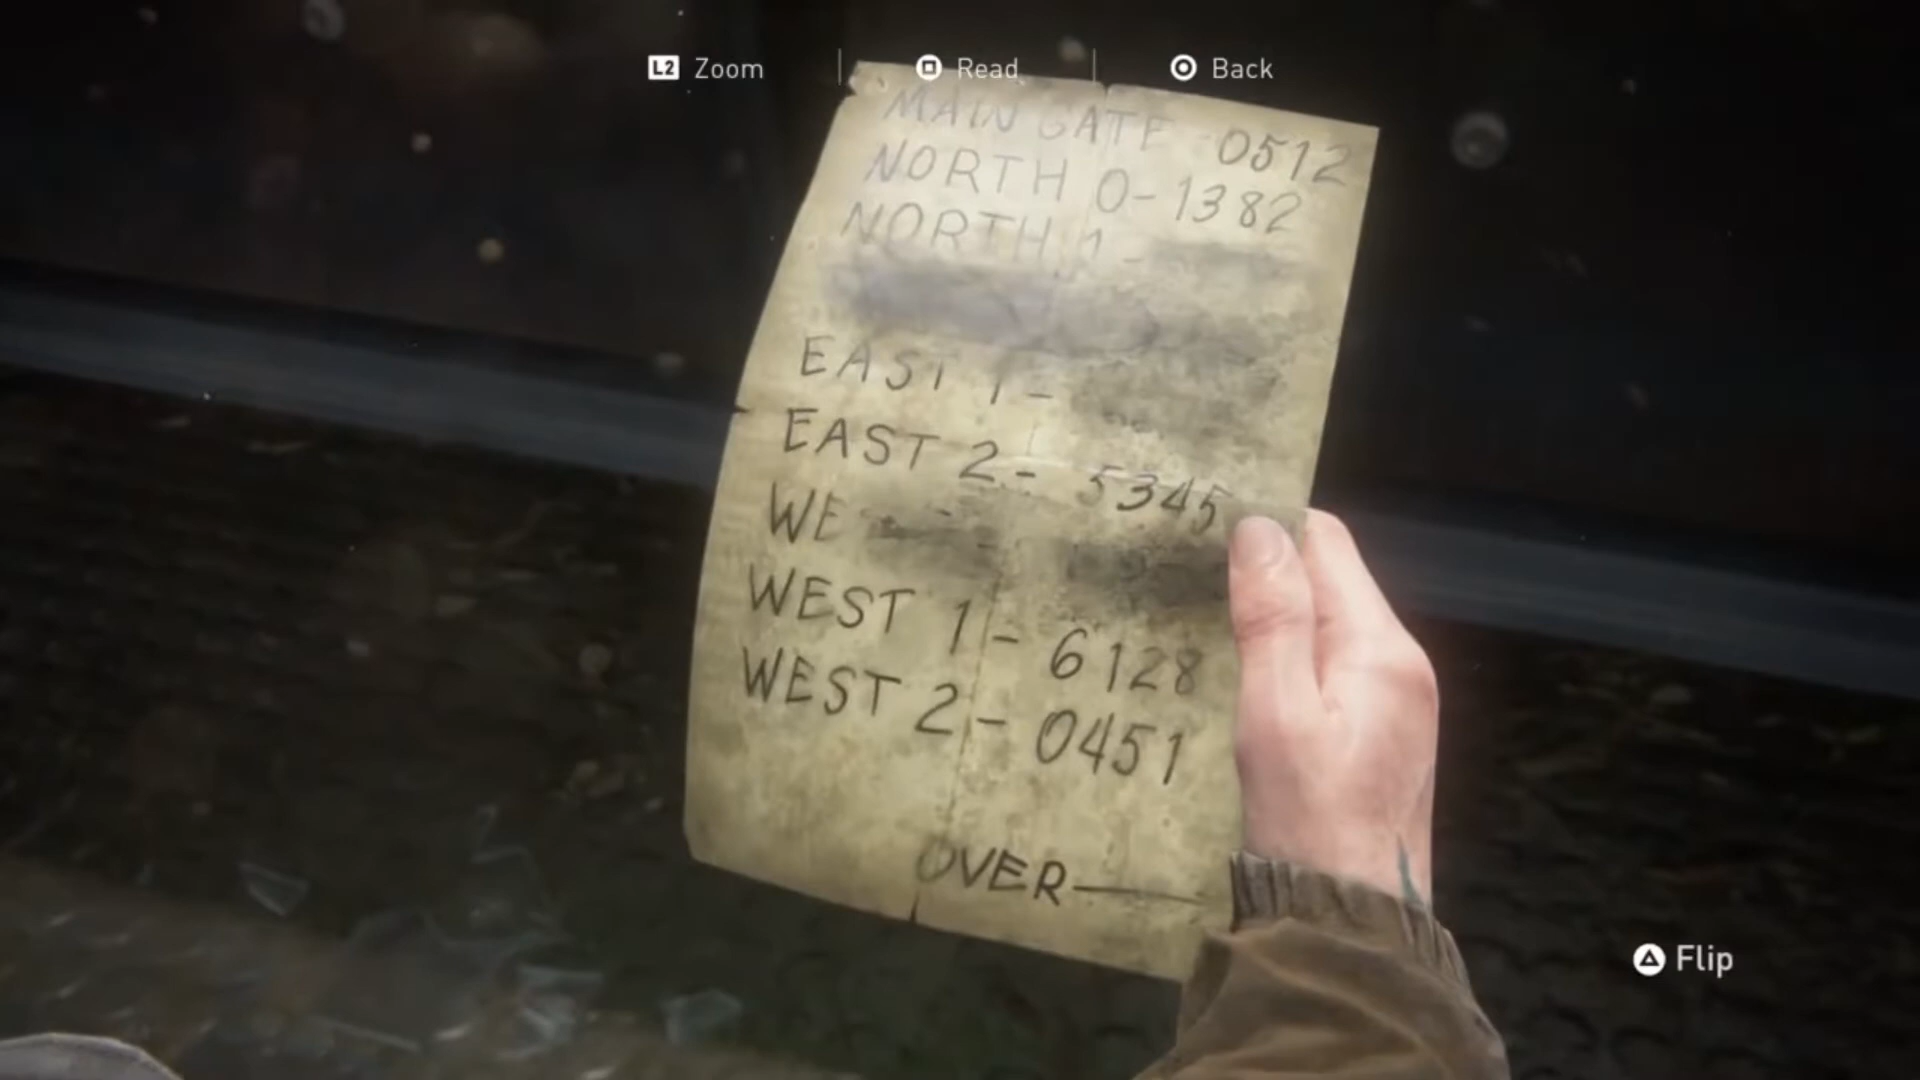 L2 Zoom
Read
Back
MAIN GATE - 0512
NORTH 0-1382
NORTH 1 -
EAST 1 -
EAST 2 - 5345
WE
WEST 1 - 6128
WEST 2 - 0451
OVER
Flip